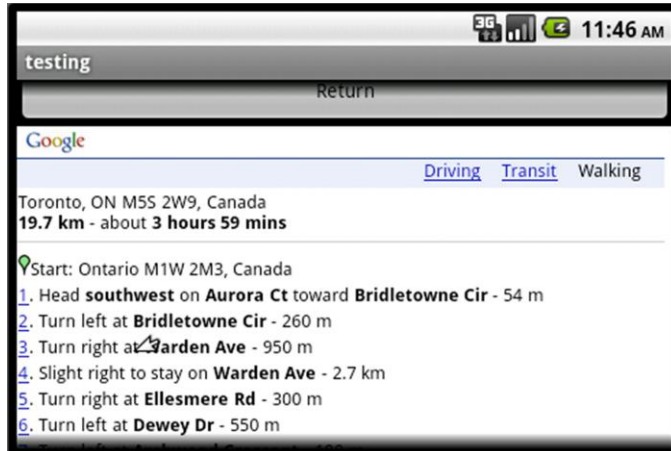 3G 11:46 AM
testing
Return
Google
Driving Transit Walking
Toronto, ON M5S 2W9, Canada
19.7 km - about 3 hours 59 mins
Start: Ontario M1W 2M3, Canada
1. Head southwest on Aurora Ct toward Bridletowne Cir - 54 m
2. Turn left at Bridletowne Cir - 260 m
3. Turn right at Warden Ave - 950 m
4. Slight right to stay on Warden Ave - 2.7 km
5. Turn right at Ellesmere Rd - 300 m
6. Turn left at Dewey Dr - 550 m